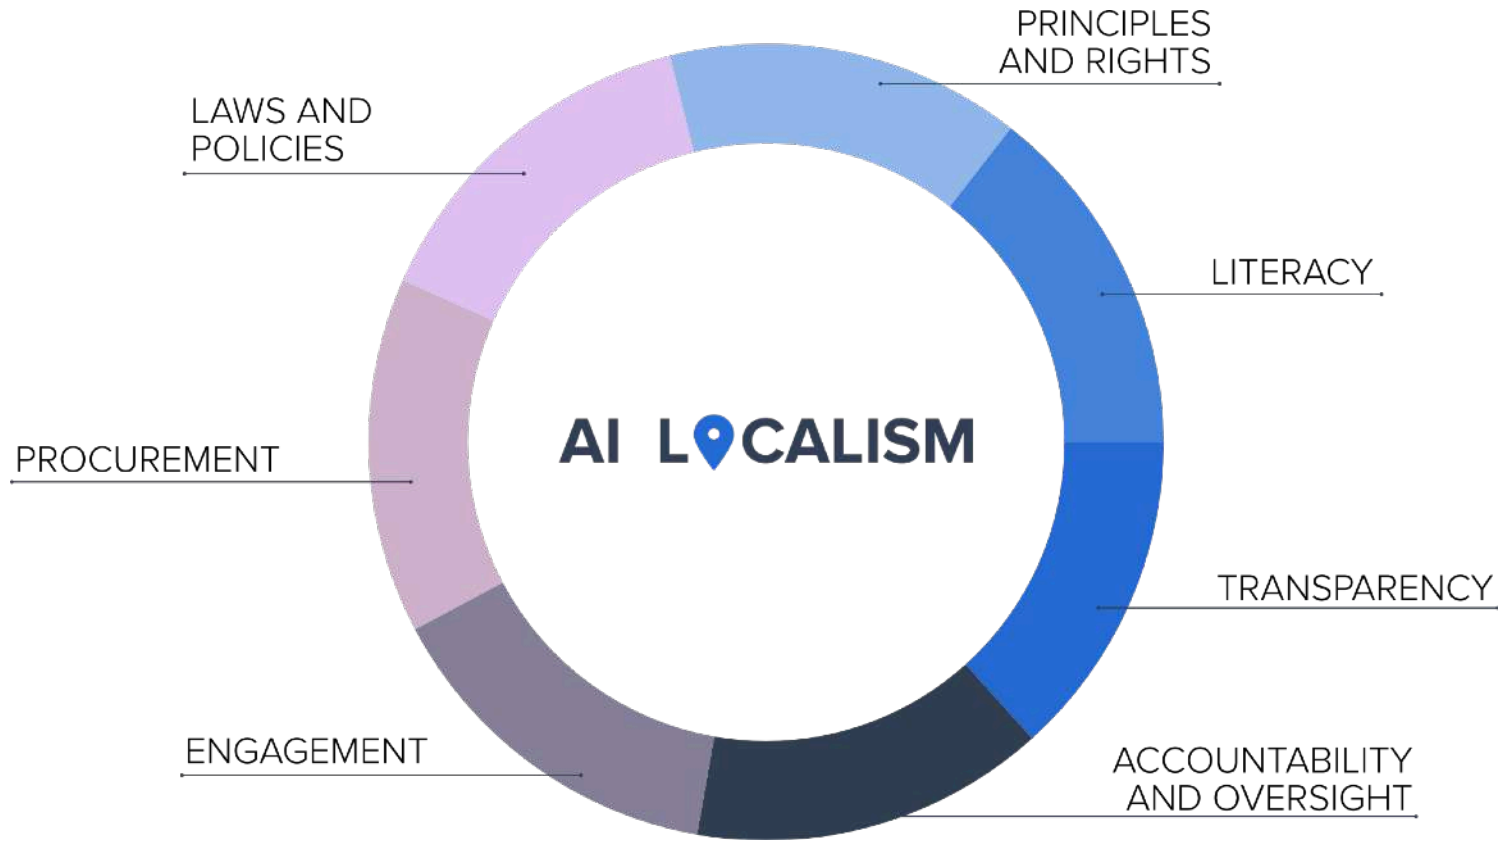 PRINCIPLES
AND RIGHTS
LAWS AND
POLICIES
LITERACY
AI LOCALISM
PROCUREMENT
TRANSPARENCY
ENGAGEMENT
ACCOUNTABILITY
AND OVERSIGHT